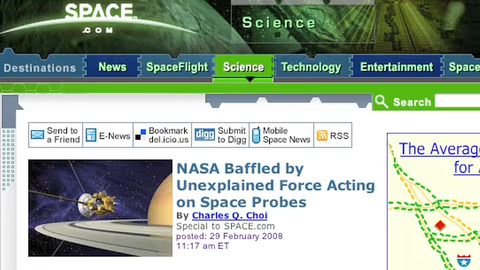 SPACE
.COM
Science
Destinations
News
SpaceFlight
Science
Technology
Entertainment
Space
Search
Send to
a Friend
E-News
Bookmark
del.icio.us
digg
Submit
to Digg
Mobile
Space News
RSS
NASA Baffled by
Unexplained Force Acting
on Space Probes
By Charles Q. Choi
Special to SPACE.com
posted: 29 February 2008
11:17 am ET
The Average
for A